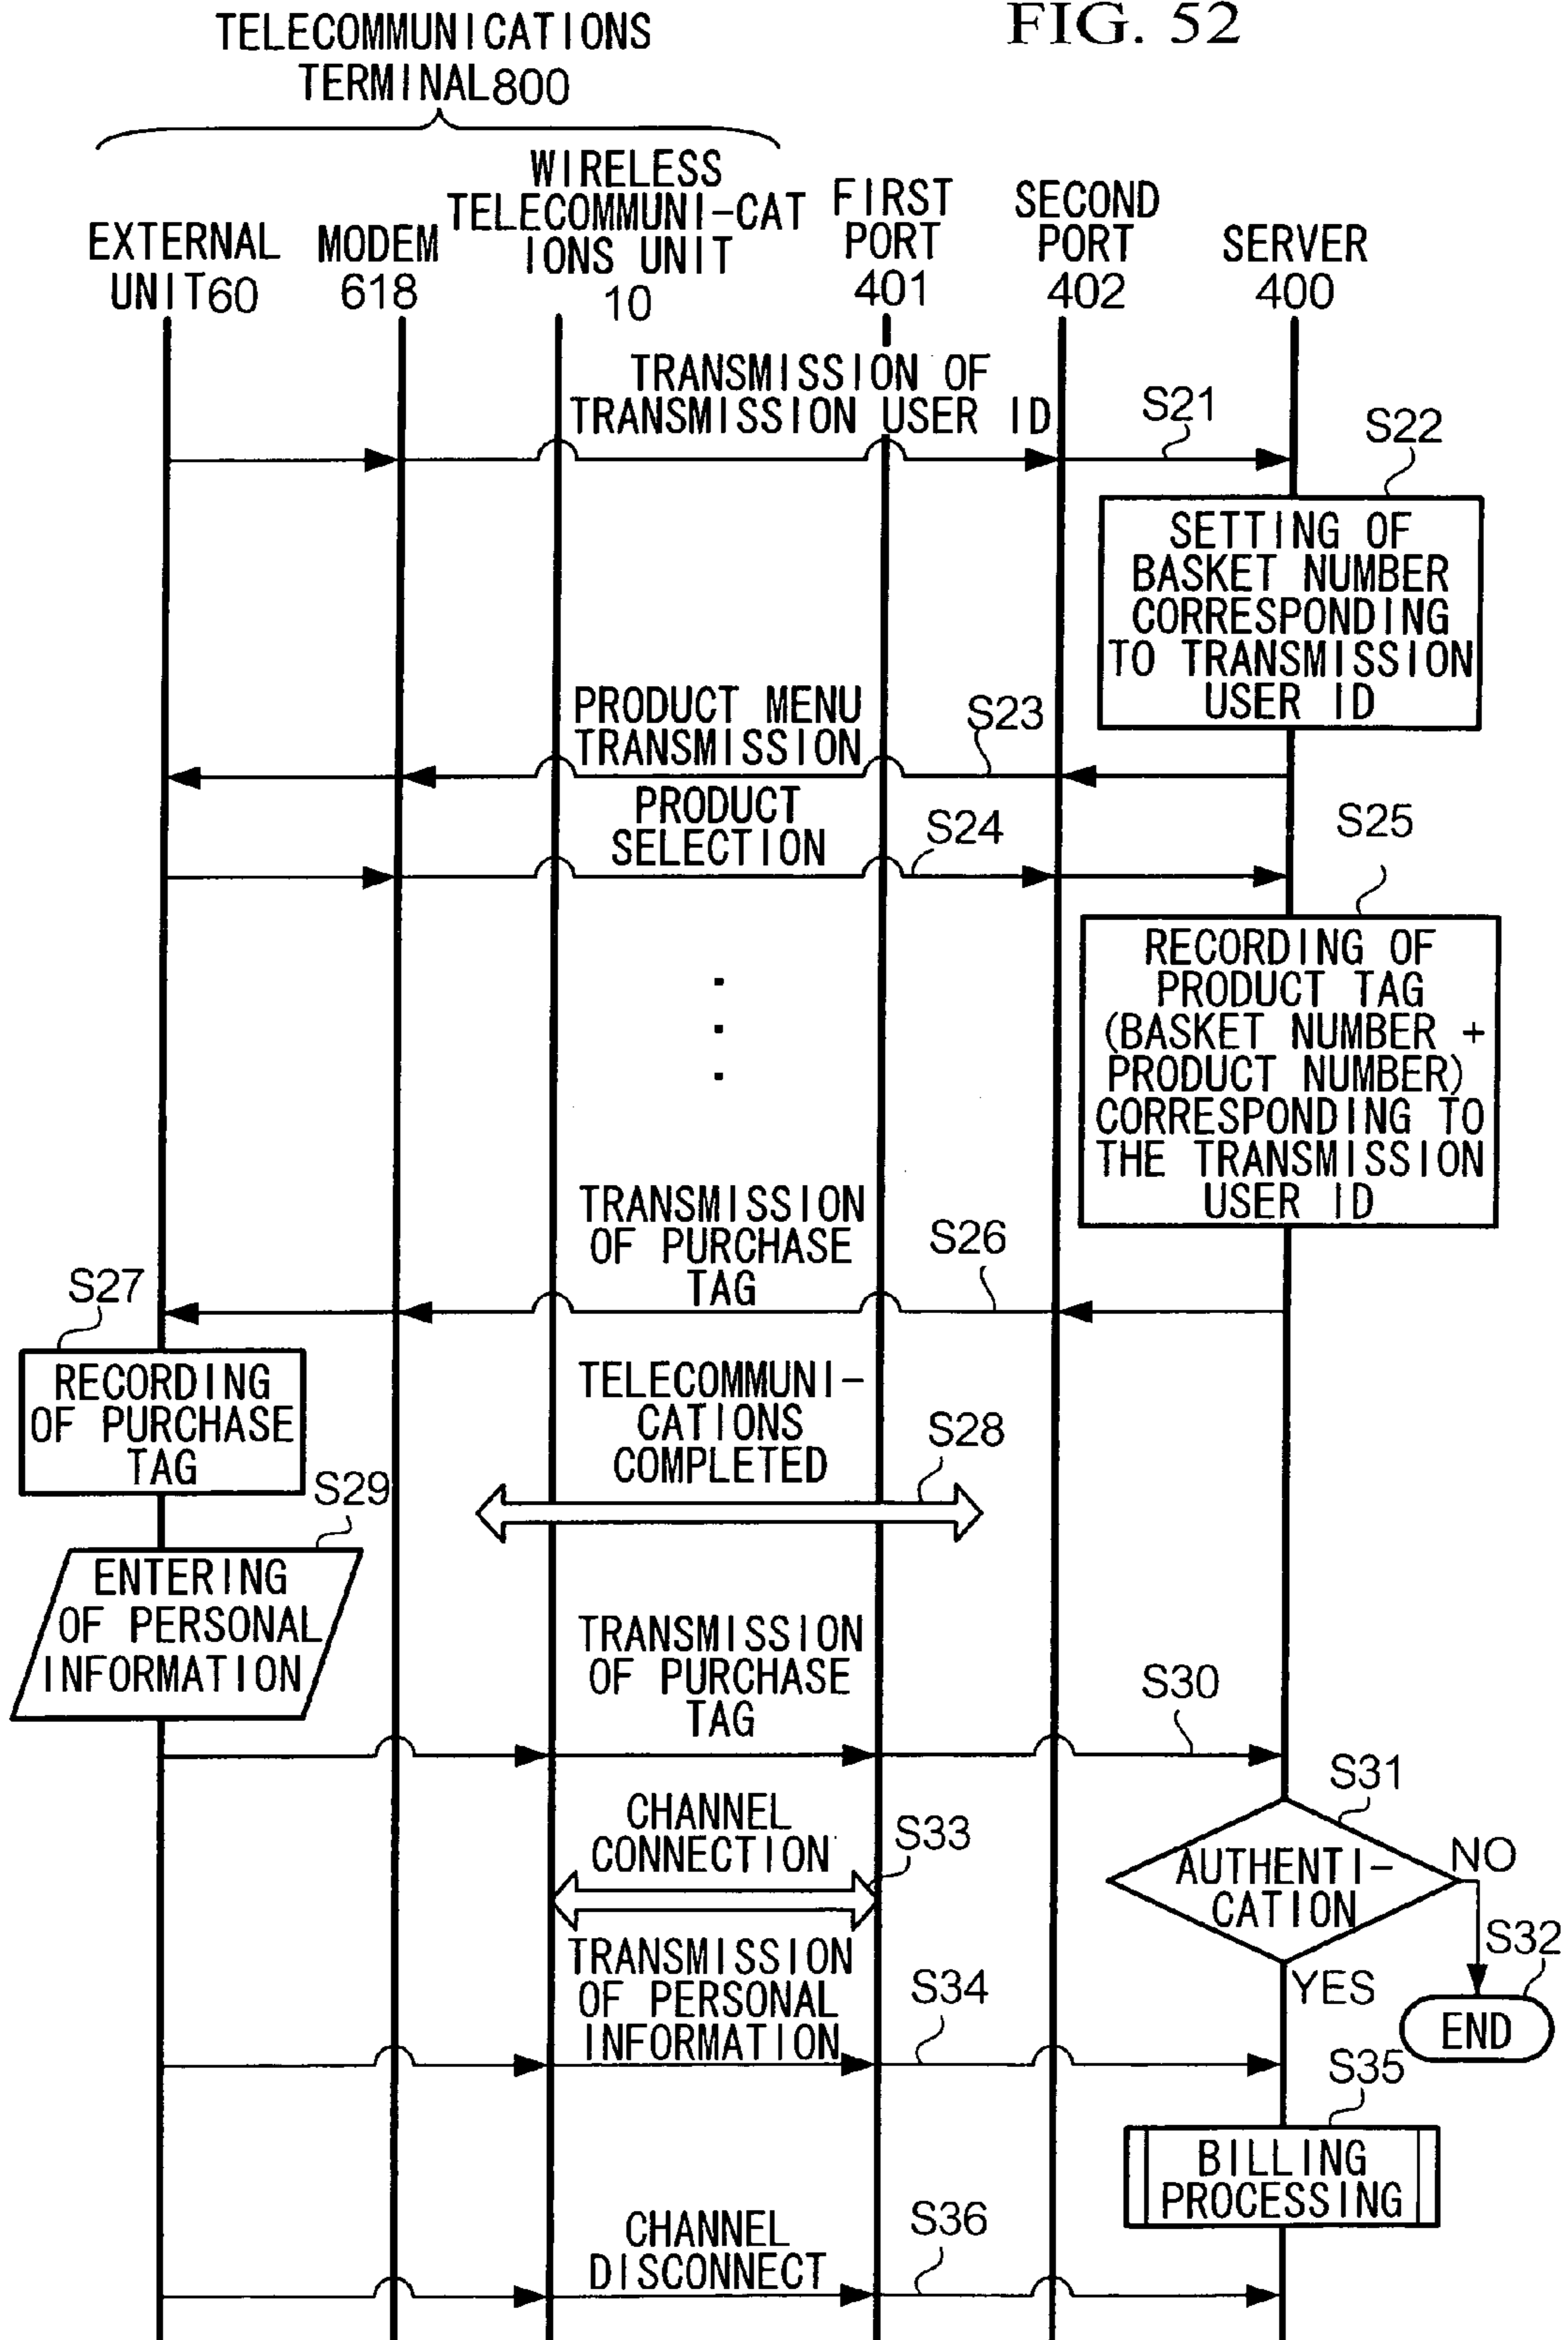 FIG. 52
TELECOMMUNICATIONS
TERMINAL800
EXTERNAL
UNIT60
MODEM
618
WIRELESS
TELECOMMUNI-CAT
IONS UNIT
10
FIRST
PORT
401
SECOND
PORT
402
SERVER
400
TRANSMISSION OF
TRANSMISSION USER ID
S21
S22
SETTING OF
BASKET NUMBER
CORRESPONDING
TO TRANSMISSION
USER ID
PRODUCT MENU
TRANSMISSION
S23
PRODUCT
SELECTION
S24
S25
RECORDING OF
PRODUCT TAG
(BASKET NUMBER +
PRODUCT NUMBER)
CORRESPONDING TO
THE TRANSMISSION
USER ID
TRANSMISSION
OF PURCHASE
TAG
S26
S27
RECORDING
OF PURCHASE
TAG
TELECOMMUNI-
CATIONS
COMPLETED
S28
S29
ENTERING
OF PERSONAL
INFORMATION
TRANSMISSION
OF PURCHASE
TAG
S30
S31
AUTHENTI-
CATION
NO
YES
S32
END
CHANNEL
CONNECTION
S33
TRANSMISSION
OF PERSONAL
INFORMATION
S34
S35
BILLING
PROCESSING
CHANNEL
DISCONNECT
S36